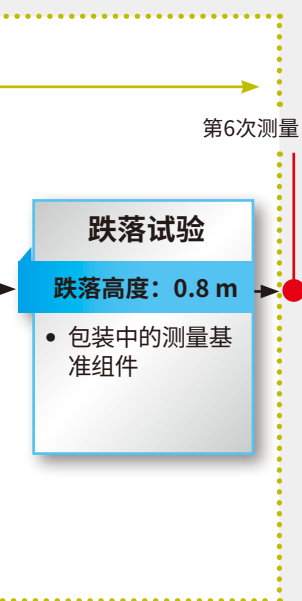 第6次测量
跌落试验
跌落高度：0.8 m
• 包装中的测量基
准组件